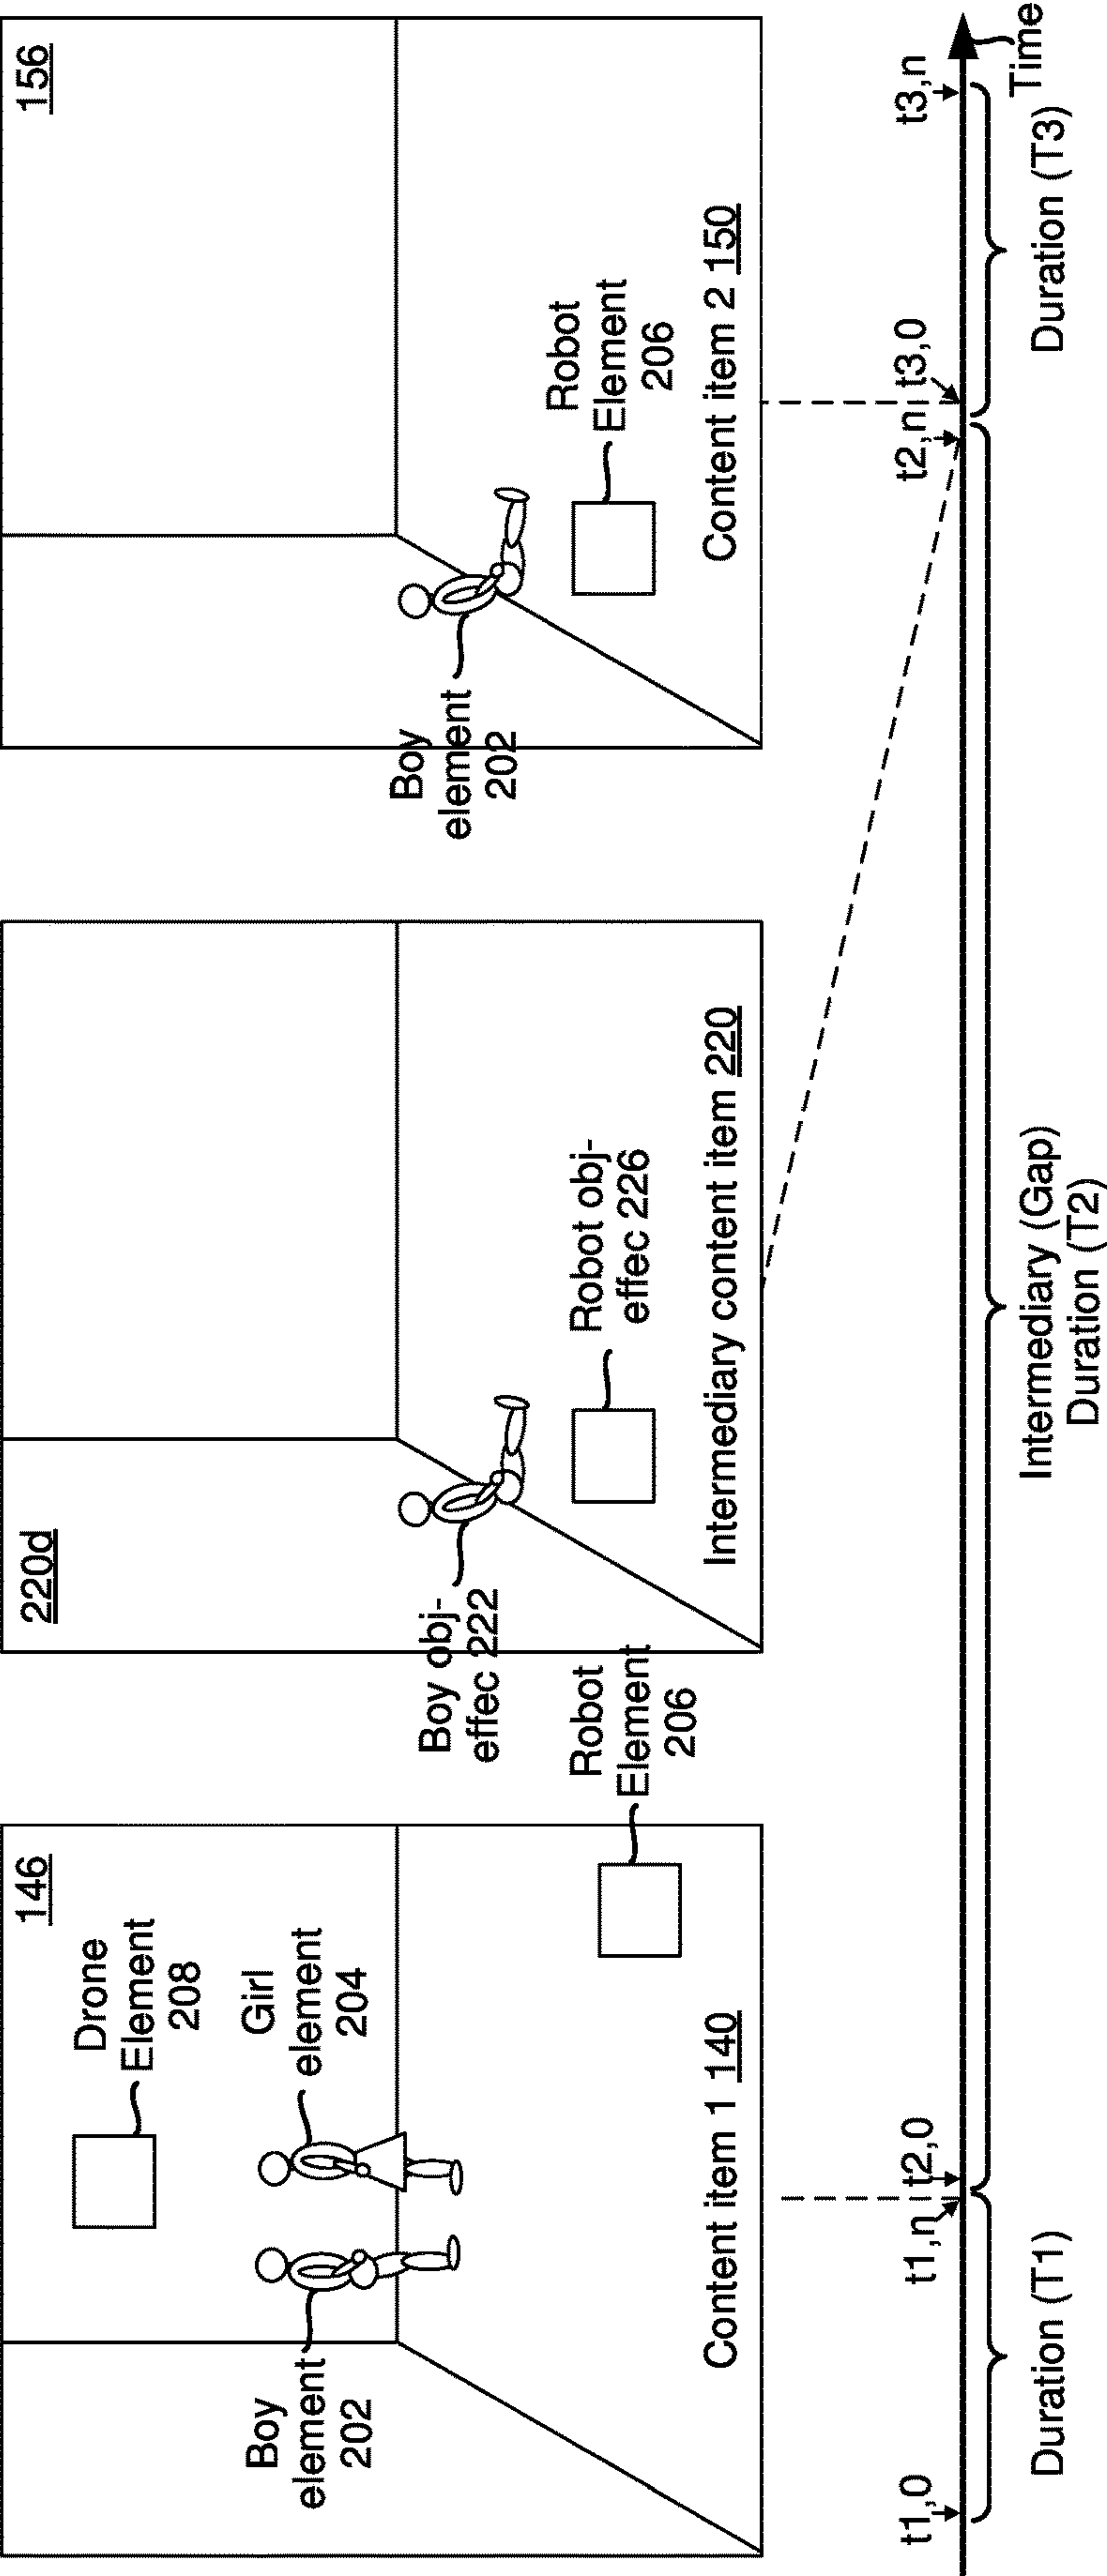 146
Drone
Element
208
Girl
element
204
Boy
element
202
Robot
Element
206
Content item 1 140
220d
Boy obj-
effec 222
Robot obj-
effec 226
Intermediary content item 220
156
Boy
element
202
Robot
Element
206
Content item 2 150
t1,0
t1,n
t2,0
t2,n
t3,0
t3,n
Time
Duration (T1)
Intermediary (Gap)
Duration (T2)
Duration (T3)